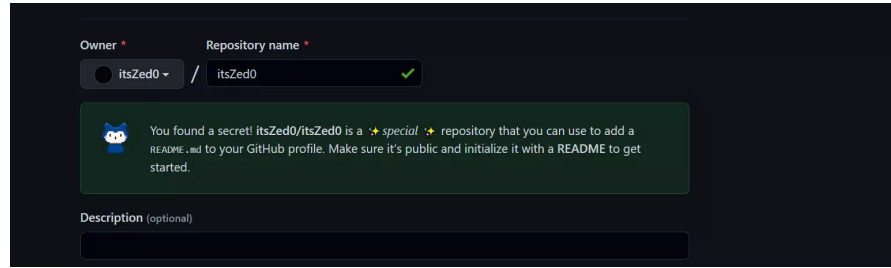 Owner * Repository name *
itsZed0 / itsZed0
You found a secret! itsZed0/itsZed0 is a ✨ special ✨ repository that you can use to add a
README.md to your GitHub profile. Make sure it's public and initialize it with a README to get
started.
Description (optional)